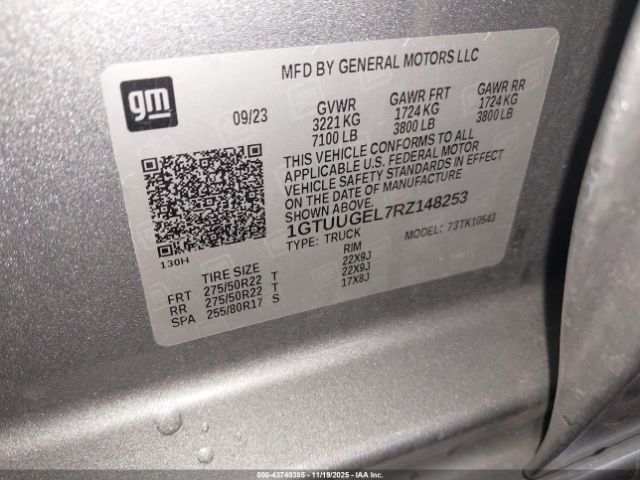 MFD BY GENERAL MOTORS LLC
gm
09/23
GVWR
3221 KG
7100 LB
GAWR FRT
1724 KG
3800 LB
GAWR RR
1724 KG
3800 LB
THIS VEHICLE CONFORMS TO ALL
APPLICABLE U.S. FEDERAL MOTOR
VEHICLE SAFETY STANDARDS IN EFFECT
ON THE DATE OF MANUFACTURE
SHOWN ABOVE.
1GTUUGEL7RZ148253
TYPE: TRUCK MODEL: 73TK10543
130H
TIRE SIZE RIM
FRT 275/50R22 T 22X9J
RR 275/50R22 T 22X9J
SPA 255/80R17 S 17X8J
000-43740385 — 11/19/2025 — IAA Inc.